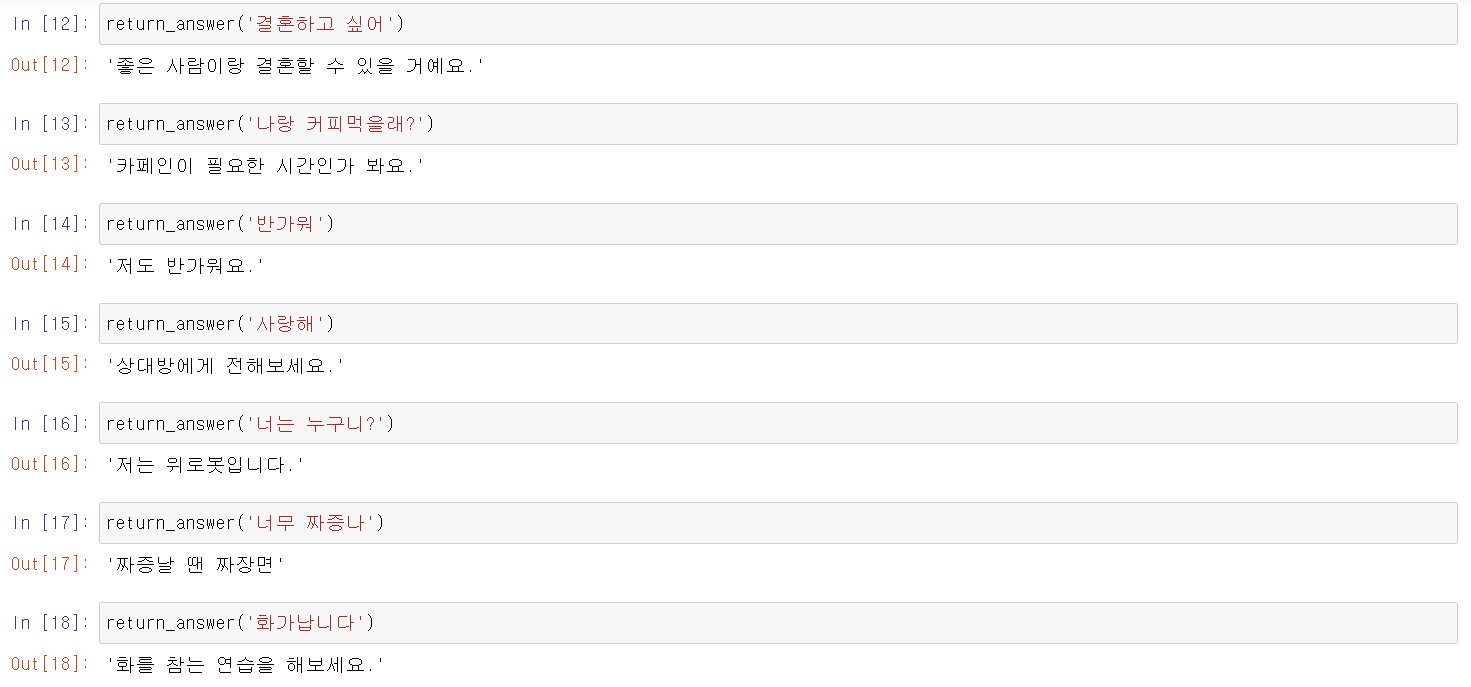 In [12]: return_answer('결혼하고 싶어')
Out[12]: '좋은 사람이랑 결혼할 수 있을 거예요.'
In [13]: return_answer('나랑 커피먹을래?')
Out[13]: '카페인이 필요한 시간인가 봐요.'
In [14]: return_answer('반가워')
Out[14]: '저도 반가워요.'
In [15]: return_answer('사랑해')
Out[15]: '상대방에게 전해보세요.'
In [16]: return_answer('너는 누구니?')
Out[16]: '저는 위로봇입니다.'
In [17]: return_answer('너무 짜증나')
Out[17]: '짜증날 땐 짜장면'
In [18]: return_answer('화가납니다')
Out[18]: '화를 참는 연습을 해보세요.'